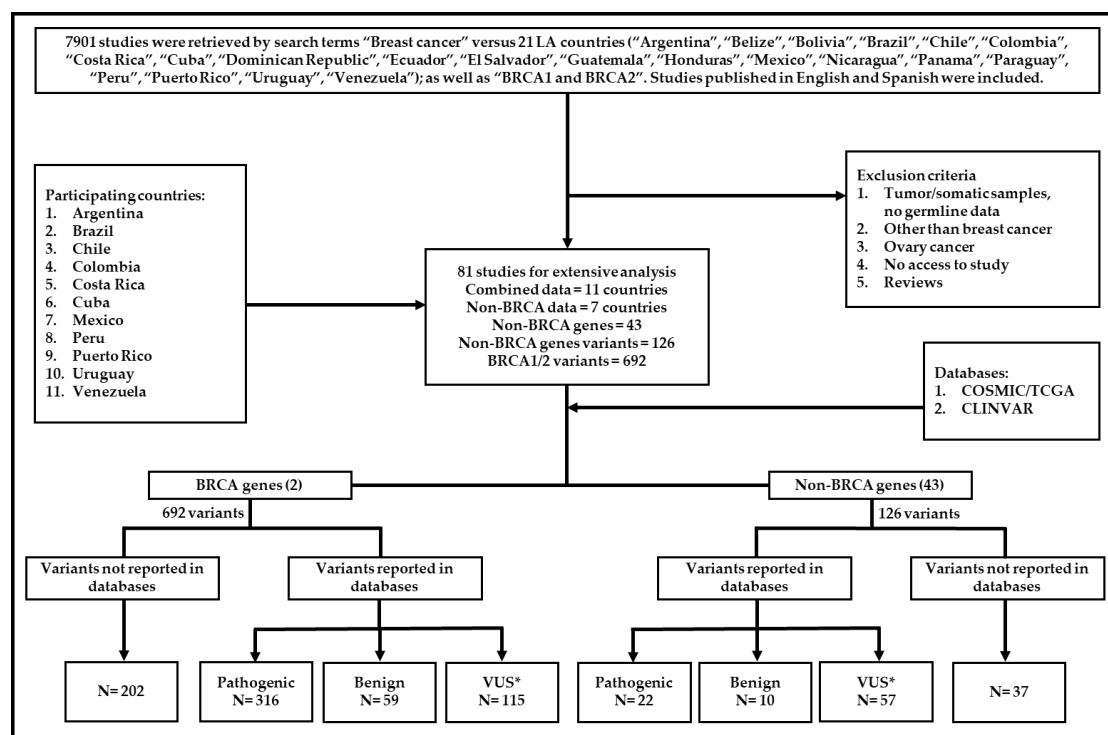 7901 studies were retrieved by search terms “Breast cancer” versus 21 LA countries (“Argentina”, “Belize”, “Bolivia”, “Brazil”, “Chile”, “Colombia”,
“Costa Rica”, “Cuba”, “Dominican Republic”, “Ecuador”, “El Salvador”, “Guatemala”, “Honduras”, “Mexico”, “Nicaragua”, “Panama”, “Paraguay”,
“Peru”, “Puerto Rico”, “Uruguay”, “Venezuela”); as well as “BRCA1 and BRCA2”. Studies published in English and Spanish were included.
Participating countries:
1. Argentina
2. Brazil
3. Chile
4. Colombia
5. Costa Rica
6. Cuba
7. Mexico
8. Peru
9. Puerto Rico
10. Uruguay
11. Venezuela
Exclusion criteria
1. Tumor/somatic samples,
no germline data
2. Other than breast cancer
3. Ovary cancer
4. No access to study
5. Reviews
81 studies for extensive analysis
Combined data = 11 countries
Non-BRCA data = 7 countries
Non-BRCA genes = 43
Non-BRCA genes variants = 126
BRCA1/2 variants = 692
Databases:
1. COSMIC/TCGA
2. CLINVAR
BRCA genes (2)
692 variants
Non-BRCA genes (43)
126 variants
Variants not reported in
databases
Variants reported in
databases
Variants reported in
databases
Variants not reported in
databases
N= 202
Pathogenic
N= 316
Benign
N= 59
VUS*
N= 115
Pathogenic
N= 22
Benign
N= 10
VUS*
N= 57
N= 37